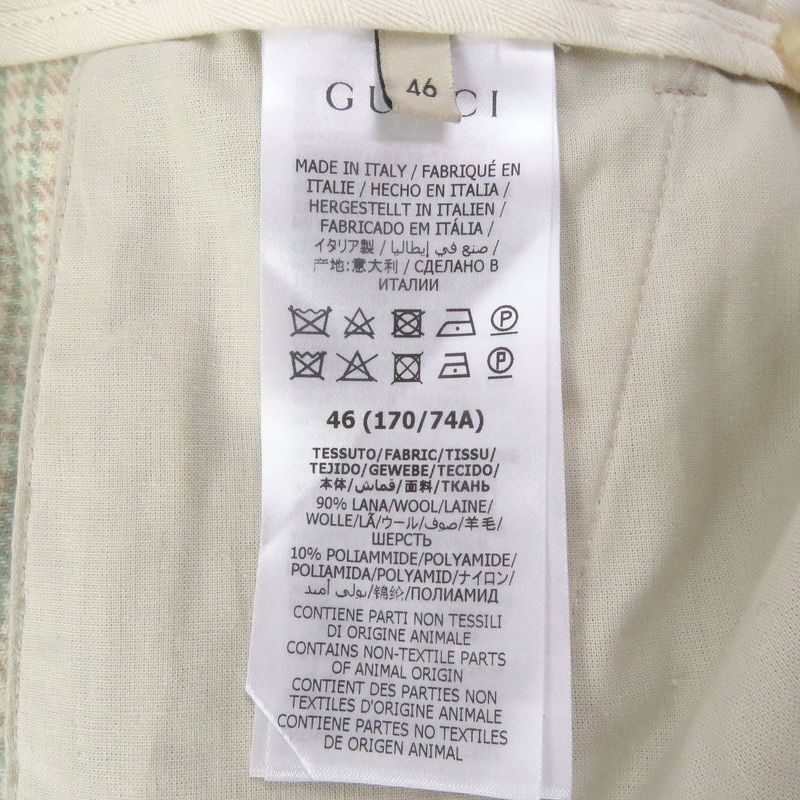 46
GUCCI
MADE IN ITALY / FABRIQUÉ EN
ITALIE / HECHO EN ITALIA /
HERGESTELLT IN ITALIEN /
FABRICADO EM ITÁLIA /
イタリア製 / صنع في إيطاليا /
产地:意大利 / СДЕЛАНО В
ИТАЛИИ
P
P
46 (170/74A)
TESSUTO/FABRIC/TISSU/
TEJIDO/GEWEBE/TECIDO/
本体/قماش/面料/ТКАНЬ
90% LANA/WOOL/LAINE/
WOLLE/LÃ/ウール/صوف/羊毛/
ШЕРСТЬ
10% POLIAMMIDE/POLYAMIDE/
POLIAMIDA/POLYAMID/ナイロン/
بولي أميد/锦纶/ПОЛИАМИД
CONTIENE PARTI NON TESSILI
DI ORIGINE ANIMALE
CONTAINS NON-TEXTILE PARTS
OF ANIMAL ORIGIN
CONTIENT DES PARTIES NON
TEXTILES D'ORIGINE ANIMALE
CONTIENE PARTES NO TEXTILES
DE ORIGEN ANIMAL